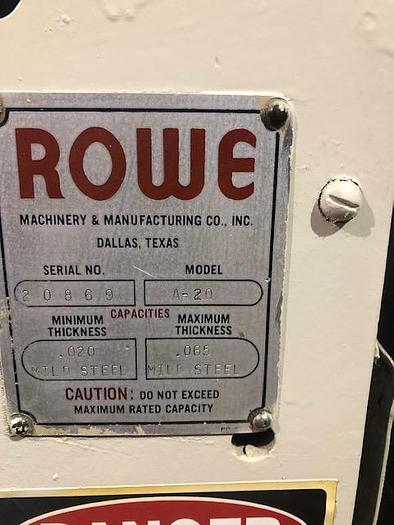 ROWE
MACHINERY & MANUFACTURING CO., INC.
DALLAS, TEXAS
SERIAL NO. MODEL
20869 A-20
CAPACITIES
MINIMUM THICKNESS MAXIMUM THICKNESS
.020 .065
MILD STEEL MILD STEEL
CAUTION: DO NOT EXCEED
MAXIMUM RATED CAPACITY
DANGER